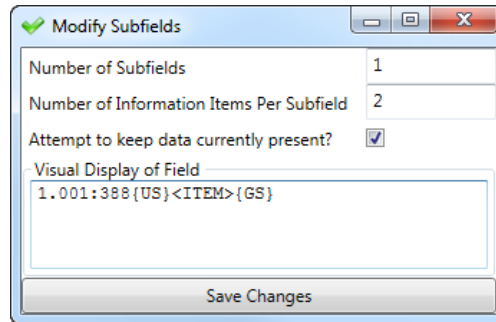 Modify Subfields
Number of Subfields 1
Number of Information Items Per Subfield 2
Attempt to keep data currently present?
Visual Display of Field
1.001:388{US}<ITEM>{GS}
Save Changes